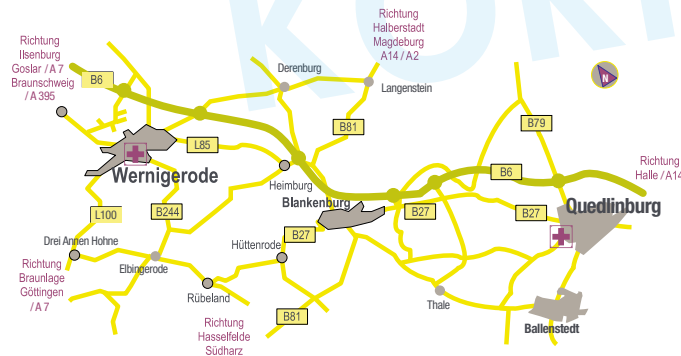 KOPI
Richtung
Ilsenburg
Goslar / A 7
Braunschweig
/ A 395
Richtung
Halberstadt
Magdeburg
A14 / A2
B6
Derenburg
Langenstein
N
B81
B79
L85
Wernigerode
Heimburg
Blankenburg
B6
Richtung
Halle / A14
L100
B244
B27
B27
Quedlinburg
B27
Drei Annen Hohne
Hüttenrode
Elbingerode
Richtung
Braunlage
Göttingen
/ A 7
Rübeland
Thale
Richtung
Hasselfelde
Südharz
B81
Ballenstedt